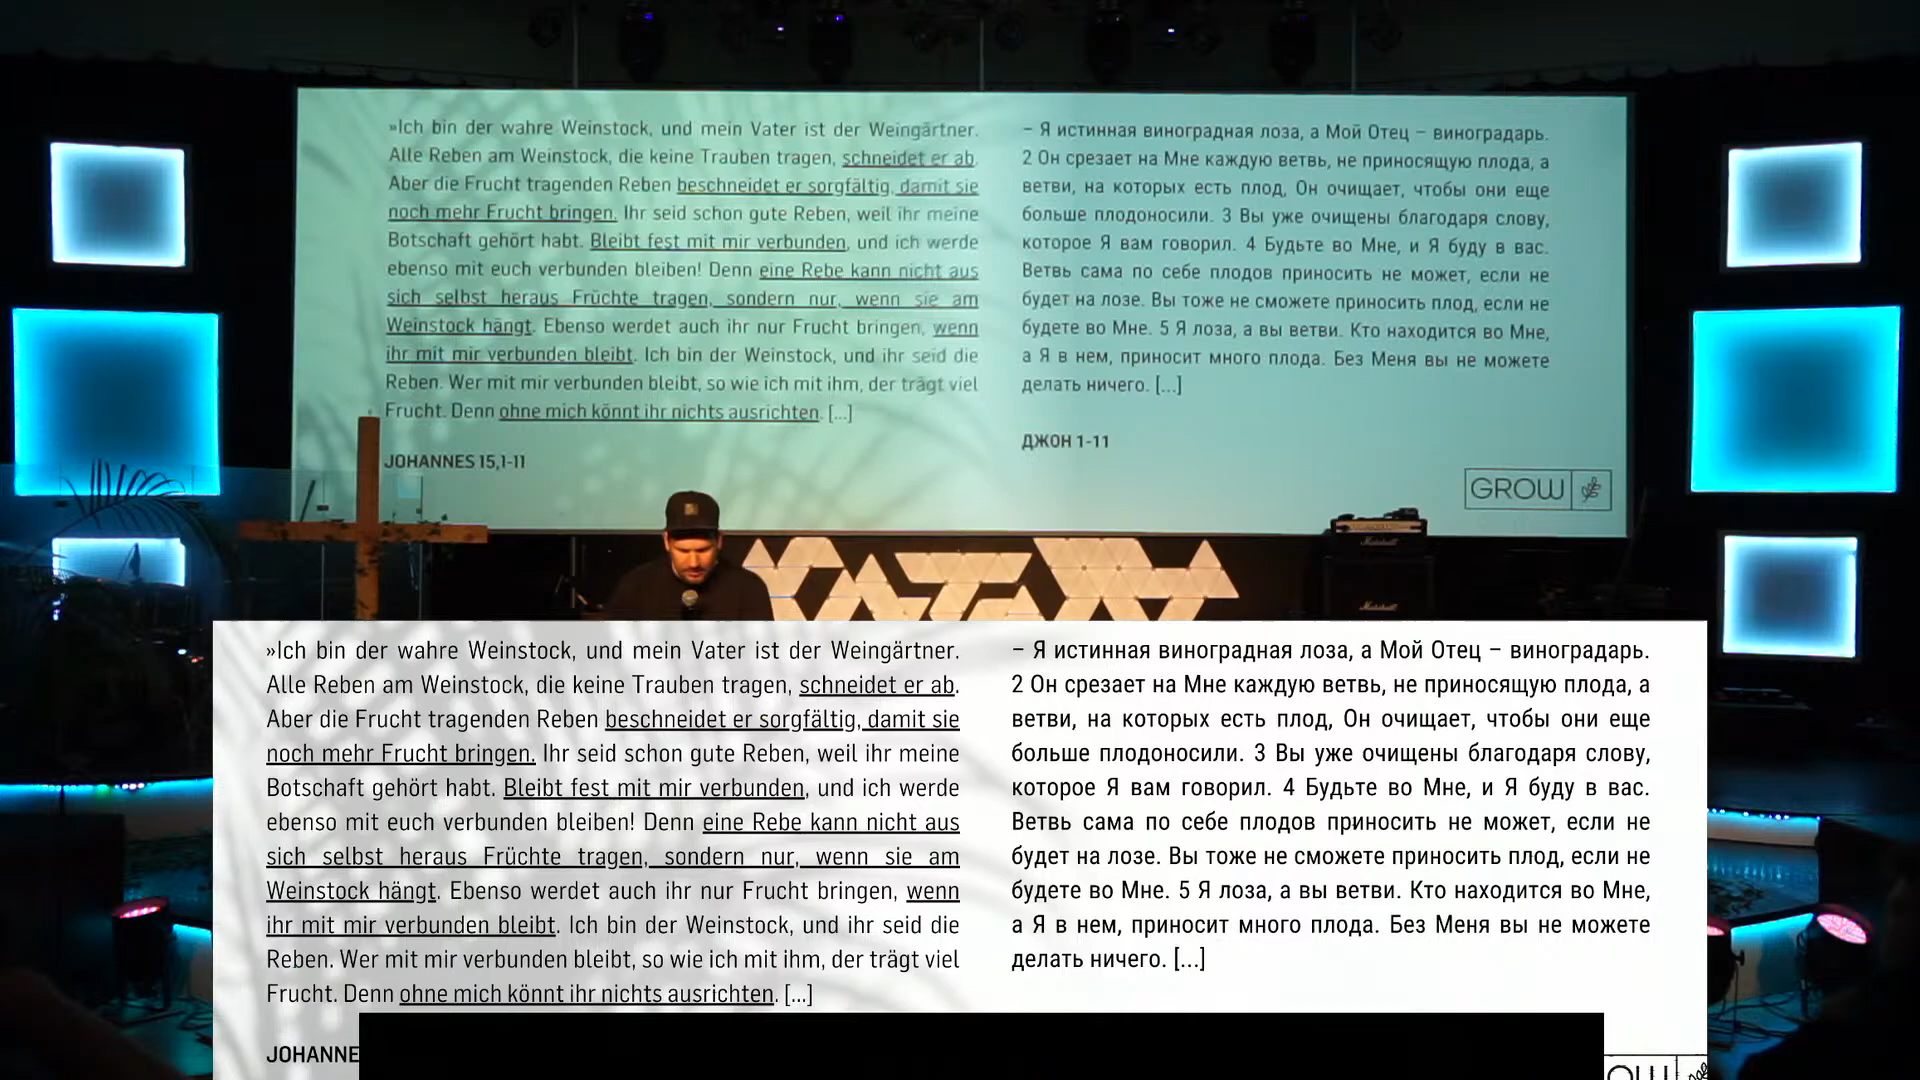 »Ich bin der wahre Weinstock, und mein Vater ist der Weingärtner.
Alle Reben am Weinstock, die keine Trauben tragen, schneidet er ab.
Aber die Frucht tragenden Reben beschneidet er sorgfältig, damit sie
noch mehr Frucht bringen. Ihr seid schon gute Reben, weil ihr meine
Botschaft gehört habt. Bleibt fest mit mir verbunden, und ich werde
ebenso mit euch verbunden bleiben! Denn eine Rebe kann nicht aus
sich selbst heraus Früchte tragen, sondern nur, wenn sie am
Weinstock hängt. Ebenso werdet auch ihr nur Frucht bringen, wenn
ihr mit mir verbunden bleibt. Ich bin der Weinstock, und ihr seid die
Reben. Wer mit mir verbunden bleibt, so wie ich mit ihm, der trägt viel
Frucht. Denn ohne mich könnt ihr nichts ausrichten. [...]
JOHANNES 15,1-11
– Я истинная виноградная лоза, а Мой Отец – виноградарь.
2 Он срезает на Мне каждую ветвь, не приносящую плода, а
ветви, на которых есть плод, Он очищает, чтобы они еще
больше плодоносили. 3 Вы уже очищены благодаря слову,
которое Я вам говорил. 4 Будьте во Мне, и Я буду в вас.
Ветвь сама по себе плодов приносить не может, если не
будет на лозе. Вы тоже не сможете приносить плод, если не
будете во Мне. 5 Я лоза, а вы ветви. Кто находится во Мне,
а Я в нем, приносит много плода. Без Меня вы не можете
делать ничего. [...]
ДЖОН 1-11
GROW
Marshall
Marshall
»Ich bin der wahre Weinstock, und mein Vater ist der Weingärtner.
Alle Reben am Weinstock, die keine Trauben tragen, schneidet er ab.
Aber die Frucht tragenden Reben beschneidet er sorgfältig, damit sie
noch mehr Frucht bringen. Ihr seid schon gute Reben, weil ihr meine
Botschaft gehört habt. Bleibt fest mit mir verbunden, und ich werde
ebenso mit euch verbunden bleiben! Denn eine Rebe kann nicht aus
sich selbst heraus Früchte tragen, sondern nur, wenn sie am
Weinstock hängt. Ebenso werdet auch ihr nur Frucht bringen, wenn
ihr mit mir verbunden bleibt. Ich bin der Weinstock, und ihr seid die
Reben. Wer mit mir verbunden bleibt, so wie ich mit ihm, der trägt viel
Frucht. Denn ohne mich könnt ihr nichts ausrichten. [...]
JOHANNE
– Я истинная виноградная лоза, а Мой Отец – виноградарь.
2 Он срезает на Мне каждую ветвь, не приносящую плода, а
ветви, на которых есть плод, Он очищает, чтобы они еще
больше плодоносили. 3 Вы уже очищены благодаря слову,
которое Я вам говорил. 4 Будьте во Мне, и Я буду в вас.
Ветвь сама по себе плодов приносить не может, если не
будет на лозе. Вы тоже не сможете приносить плод, если не
будете во Мне. 5 Я лоза, а вы ветви. Кто находится во Мне,
а Я в нем, приносит много плода. Без Меня вы не можете
делать ничего. [...]